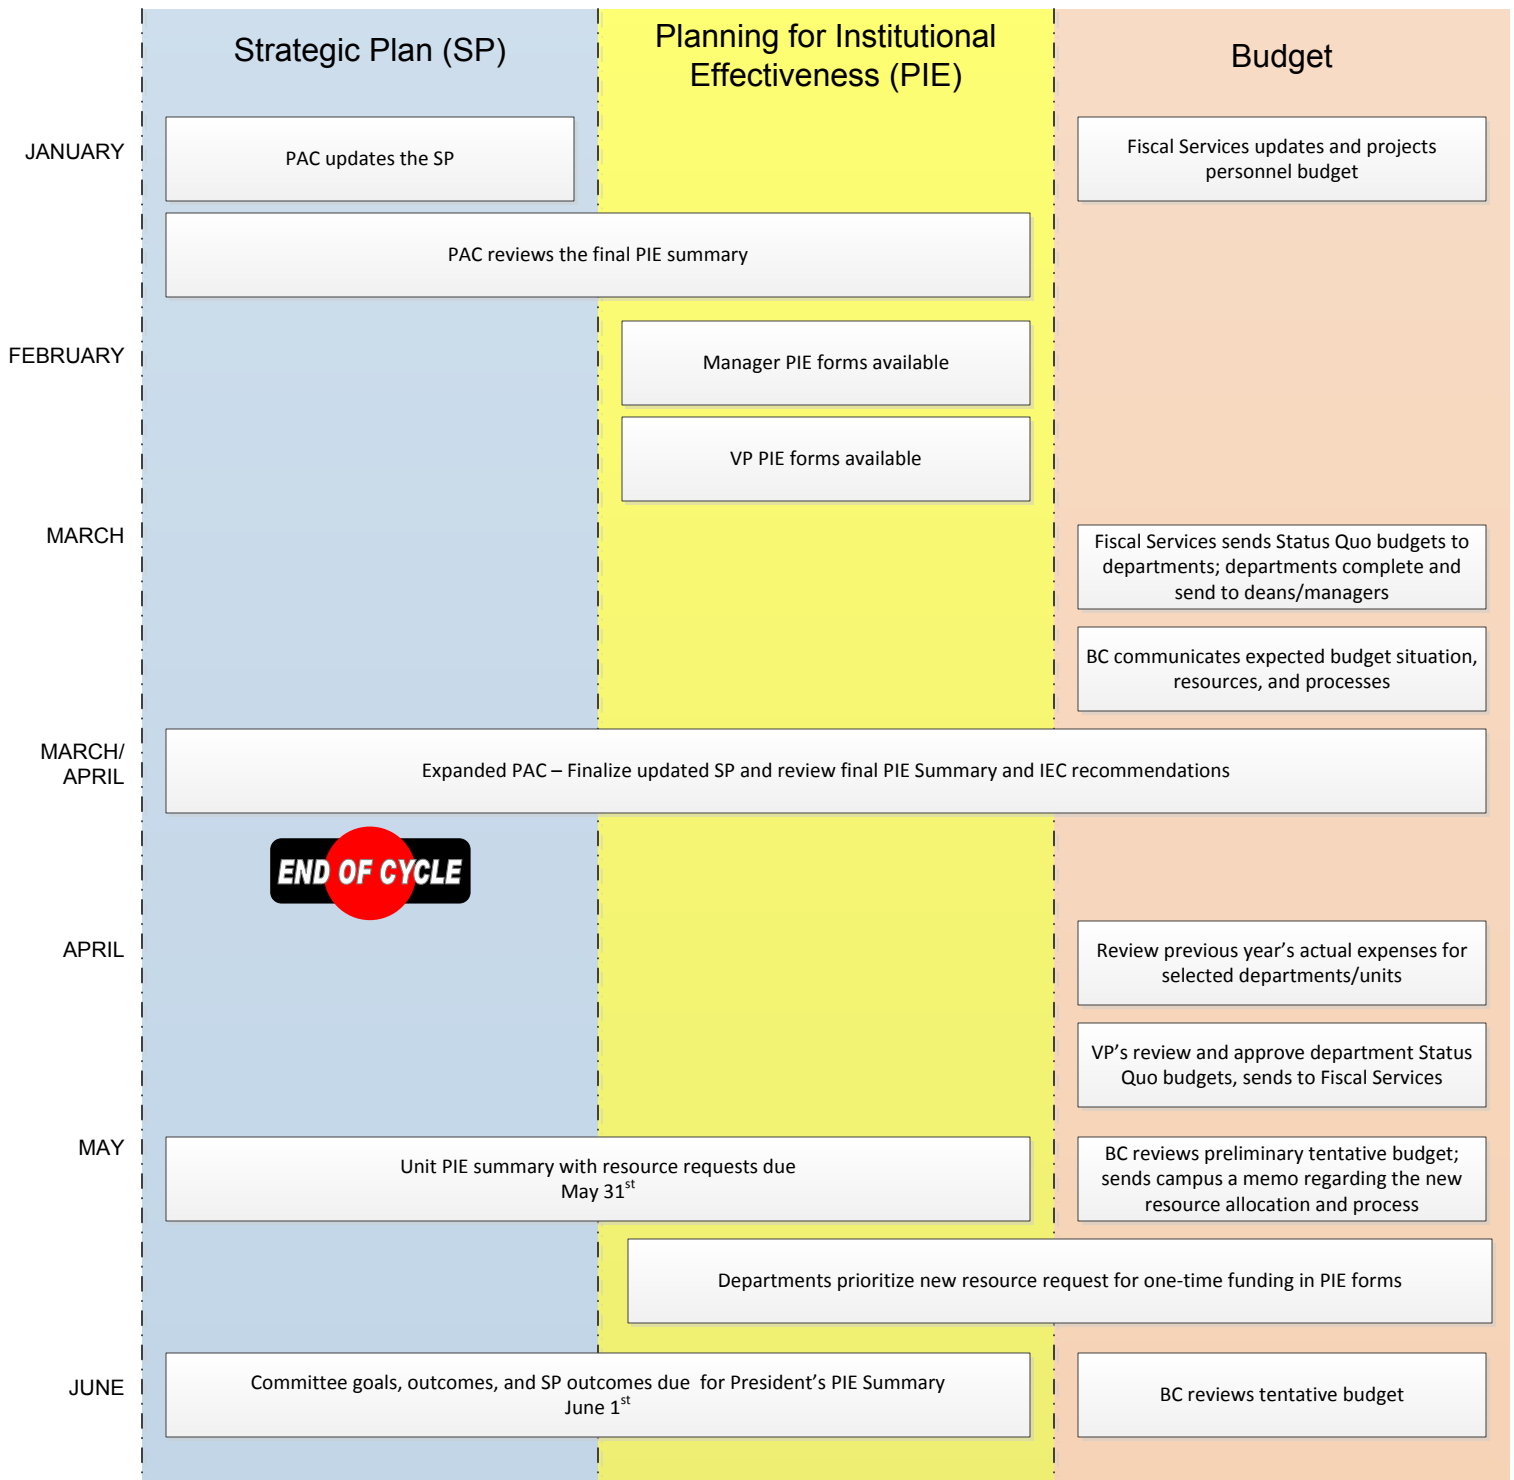 Strategic Plan (SP)
Planning for Institutional
Effectiveness (PIE)
Budget
JANUARY
PAC updates the SP
Fiscal Services updates and projects
personnel budget
PAC reviews the final PIE summary
FEBRUARY
Manager PIE forms available
VP PIE forms available
MARCH
Fiscal Services sends Status Quo budgets to
departments; departments complete and
send to deans/managers
BC communicates expected budget situation,
resources, and processes
MARCH/
APRIL
Expanded PAC – Finalize updated SP and review final PIE Summary and IEC recommendations
END OF CYCLE
APRIL
Review previous year’s actual expenses for
selected departments/units
VP’s review and approve department Status
Quo budgets, sends to Fiscal Services
MAY
Unit PIE summary with resource requests due
May 31st
BC reviews preliminary tentative budget;
sends campus a memo regarding the new
resource allocation and process
Departments prioritize new resource request for one-time funding in PIE forms
JUNE
Committee goals, outcomes, and SP outcomes due for President’s PIE Summary
June 1st
BC reviews tentative budget